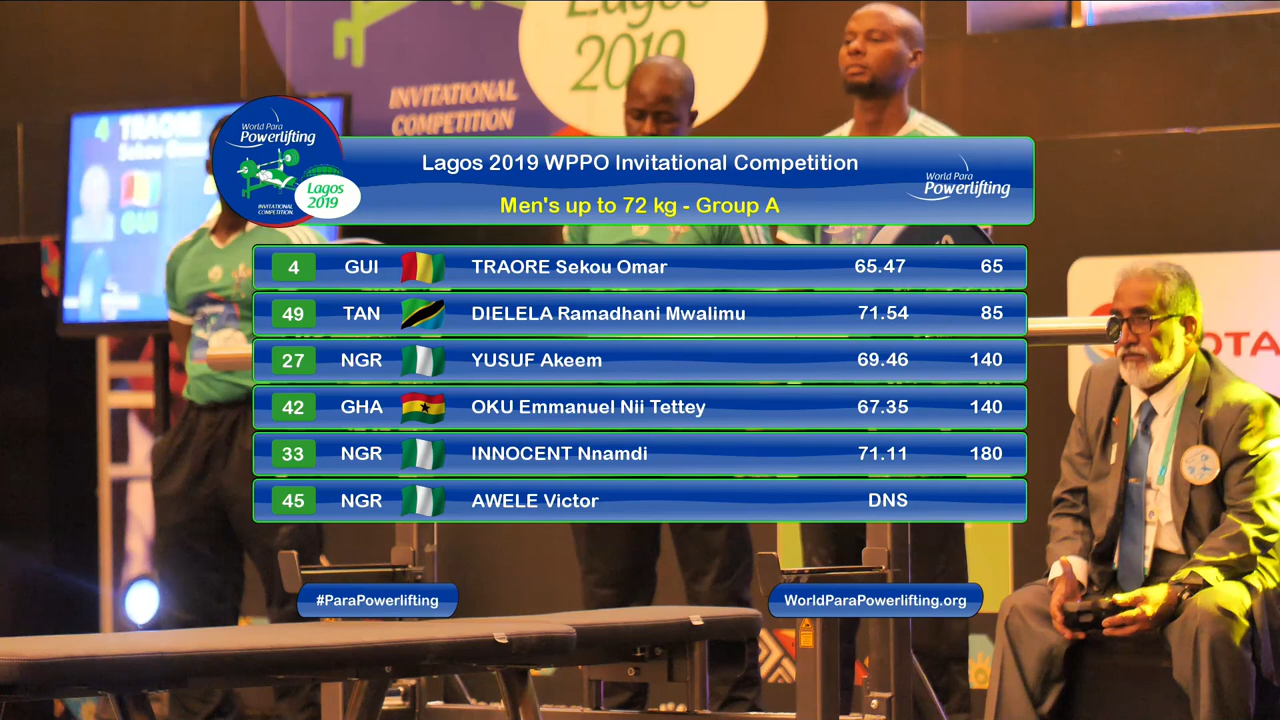 Lagos
2019
INVITATIONAL
COMPETITION
4 TRAORE
Sekou Omar
GUI
World Para
Powerlifting
Lagos
2019
INVITATIONAL
COMPETITION
Lagos 2019 WPPO Invitational Competition
Men's up to 72 kg - Group A
World Para
Powerlifting
4 GUI TRAORE Sekou Omar 65.47 65
49 TAN DIELELA Ramadhani Mwalimu 71.54 85
27 NGR YUSUF Akeem 69.46 140
42 GHA OKU Emmanuel Nii Tettey 67.35 140
33 NGR INNOCENT Nnamdi 71.11 180
45 NGR AWELE Victor DNS
#ParaPowerlifting
WorldParaPowerlifting.org